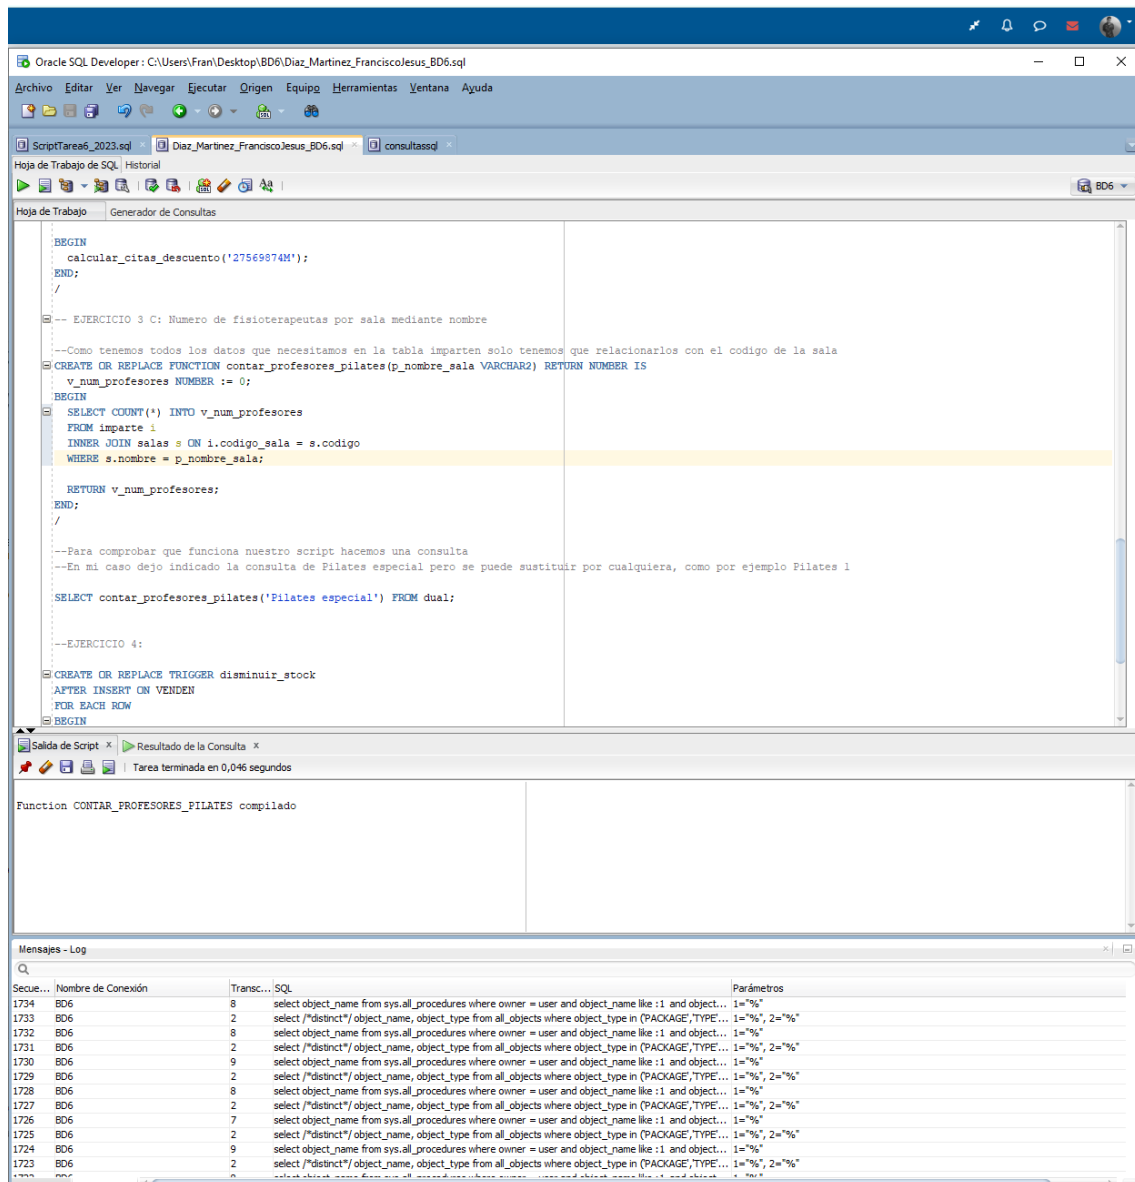 Oracle SQL Developer : C:\Users\Fran\Desktop\BD6\Diaz_Martinez_FranciscoJesus_BD6.sql
Archivo Editar Ver Navegar Ejecutar Origen Equipo Herramientas Ventana Ayuda
ScriptTarea6_2023.sql Diaz_Martinez_FranciscoJesus_BD6.sql consultassql
Hoja de Trabajo de SQL Historial
BD6
Hoja de Trabajo Generador de Consultas
BEGIN
calcular_citas_descuento('27569874M');
END;
/
-- EJERCICIO 3 C: Numero de fisioterapeutas por sala mediante nombre
--Como tenemos todos los datos que necesitamos en la tabla imparten solo tenemos que relacionarlos con el codigo de la sala
CREATE OR REPLACE FUNCTION contar_profesores_pilates(p_nombre_sala VARCHAR2) RETURN NUMBER IS
v_num_profesores NUMBER := 0;
BEGIN
SELECT COUNT(*) INTO v_num_profesores
FROM imparte i
INNER JOIN salas s ON i.codigo_sala = s.codigo
WHERE s.nombre = p_nombre_sala;
RETURN v_num_profesores;
END;
/
--Para comprobar que funciona nuestro script hacemos una consulta
--En mi caso dejo indicado la consulta de Pilates especial pero se puede sustituir por cualquiera, como por ejemplo Pilates 1
SELECT contar_profesores_pilates('Pilates especial') FROM dual;
--EJERCICIO 4:
CREATE OR REPLACE TRIGGER disminuir_stock
AFTER INSERT ON VENDEN
FOR EACH ROW
BEGIN
Salida de Script x Resultado de la Consulta x
Tarea terminada en 0,046 segundos
Function CONTAR_PROFESORES_PILATES compilado
Mensajes - Log
Secue... Nombre de Conexión Transc... SQL Parámetros
1734 BD6 8 select object_name from sys.all_procedures where owner = user and object_name like :1 and object... 1="%"
1733 BD6 2 select /*distinct*/ object_name, object_type from all_objects where object_type in ('PACKAGE','TYPE'... 1="%", 2="%"
1732 BD6 8 select object_name from sys.all_procedures where owner = user and object_name like :1 and object... 1="%"
1731 BD6 2 select /*distinct*/ object_name, object_type from all_objects where object_type in ('PACKAGE','TYPE'... 1="%", 2="%"
1730 BD6 9 select object_name from sys.all_procedures where owner = user and object_name like :1 and object... 1="%"
1729 BD6 2 select /*distinct*/ object_name, object_type from all_objects where object_type in ('PACKAGE','TYPE'... 1="%", 2="%"
1728 BD6 8 select object_name from sys.all_procedures where owner = user and object_name like :1 and object... 1="%"
1727 BD6 2 select /*distinct*/ object_name, object_type from all_objects where object_type in ('PACKAGE','TYPE'... 1="%", 2="%"
1726 BD6 7 select object_name from sys.all_procedures where owner = user and object_name like :1 and object... 1="%"
1725 BD6 2 select /*distinct*/ object_name, object_type from all_objects where object_type in ('PACKAGE','TYPE'... 1="%", 2="%"
1724 BD6 9 select object_name from sys.all_procedures where owner = user and object_name like :1 and object... 1="%"
1723 BD6 2 select /*distinct*/ object_name, object_type from all_objects where object_type in ('PACKAGE','TYPE'... 1="%", 2="%"